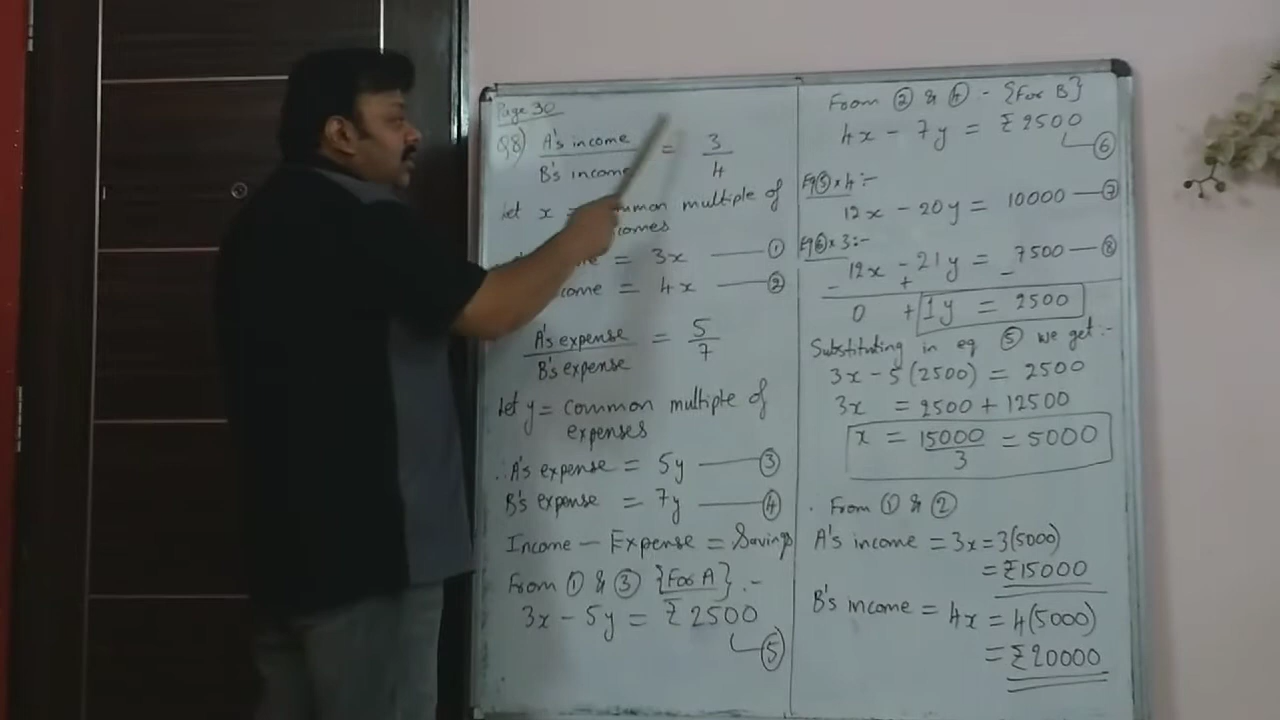 Page 30
Q8) A's income / B's income = 3/4
Let x = common multiple of
comes
= 3x —— ①
come = 4x —— ②
A's expense / B's expense = 5/7
Let y = common multiple of
expenses
∴ A's expense = 5y —— ③
B's expense = 7y —— ④
Income – Expense = Savings
From ① & ③ {For A} :-
3x – 5y = ₹2500
⑤
From ② & ④ - {For B}
4x – 7y = ₹2500
⑥
Eq⑤ x 4:-
12x – 20y = 10000 —— ⑦
Eq⑥ x 3:-
12x – 21y = 7500 —— ⑧
– + –
0 + 1y = 2500
Substituting in eq ⑤ we get :-
3x – 5(2500) = 2500
3x = 2500 + 12500
x = 15000/3 = 5000
From ① & ②
A's income = 3x = 3(5000)
= ₹15000
B's income = 4x = 4(5000)
= ₹20000